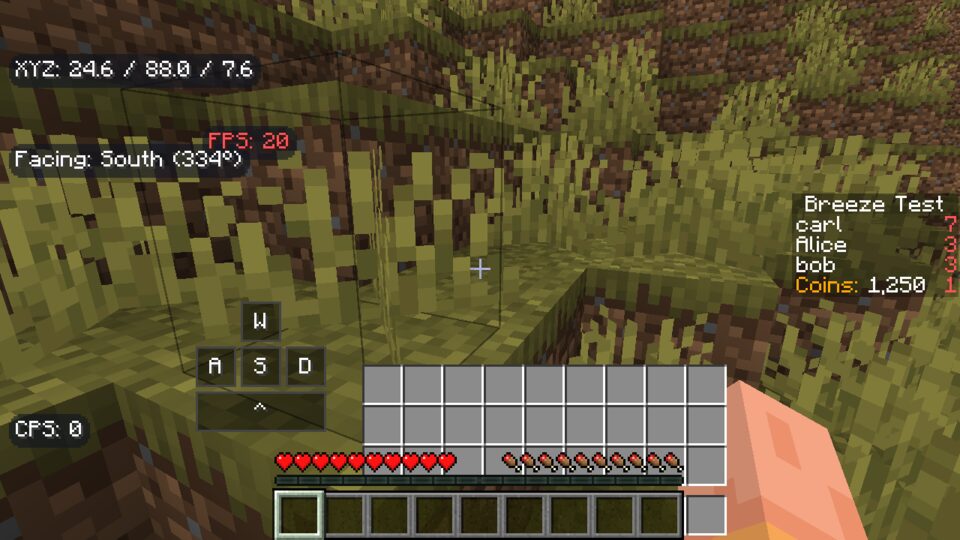 XYZ: 24.6 / 88.0 / 7.6
FPS: 20
Facing: South (334°)
Breeze Test
carl 7
Alice 3
bob 3
Coins: 1,250 1
W
A S D
^
CPS: 0